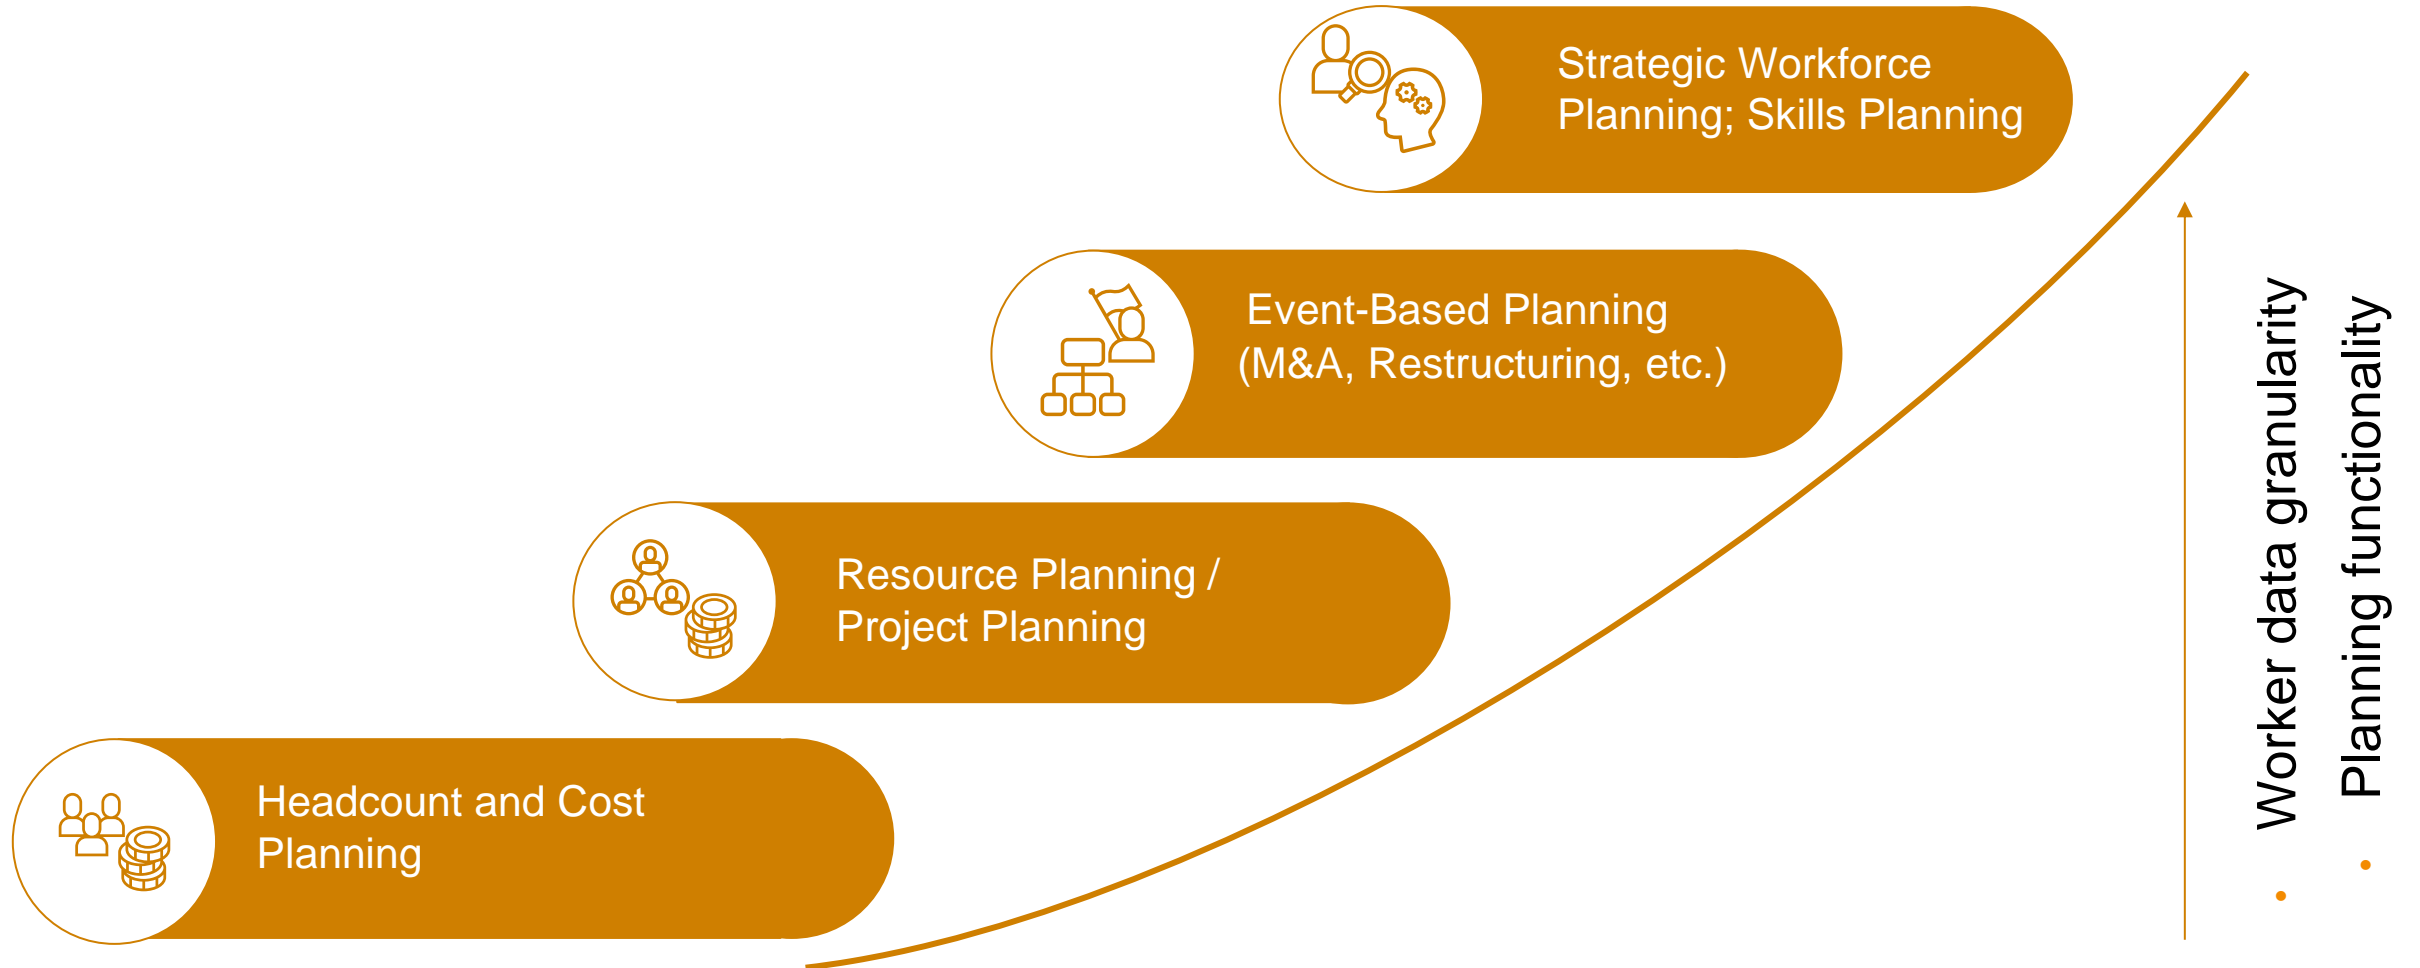 Strategic Workforce
Planning; Skills Planning
Event-Based Planning
(M&A, Restructuring, etc.)
Resource Planning /
Project Planning
Headcount and Cost
Planning
• Worker data granularity
• Planning functionality